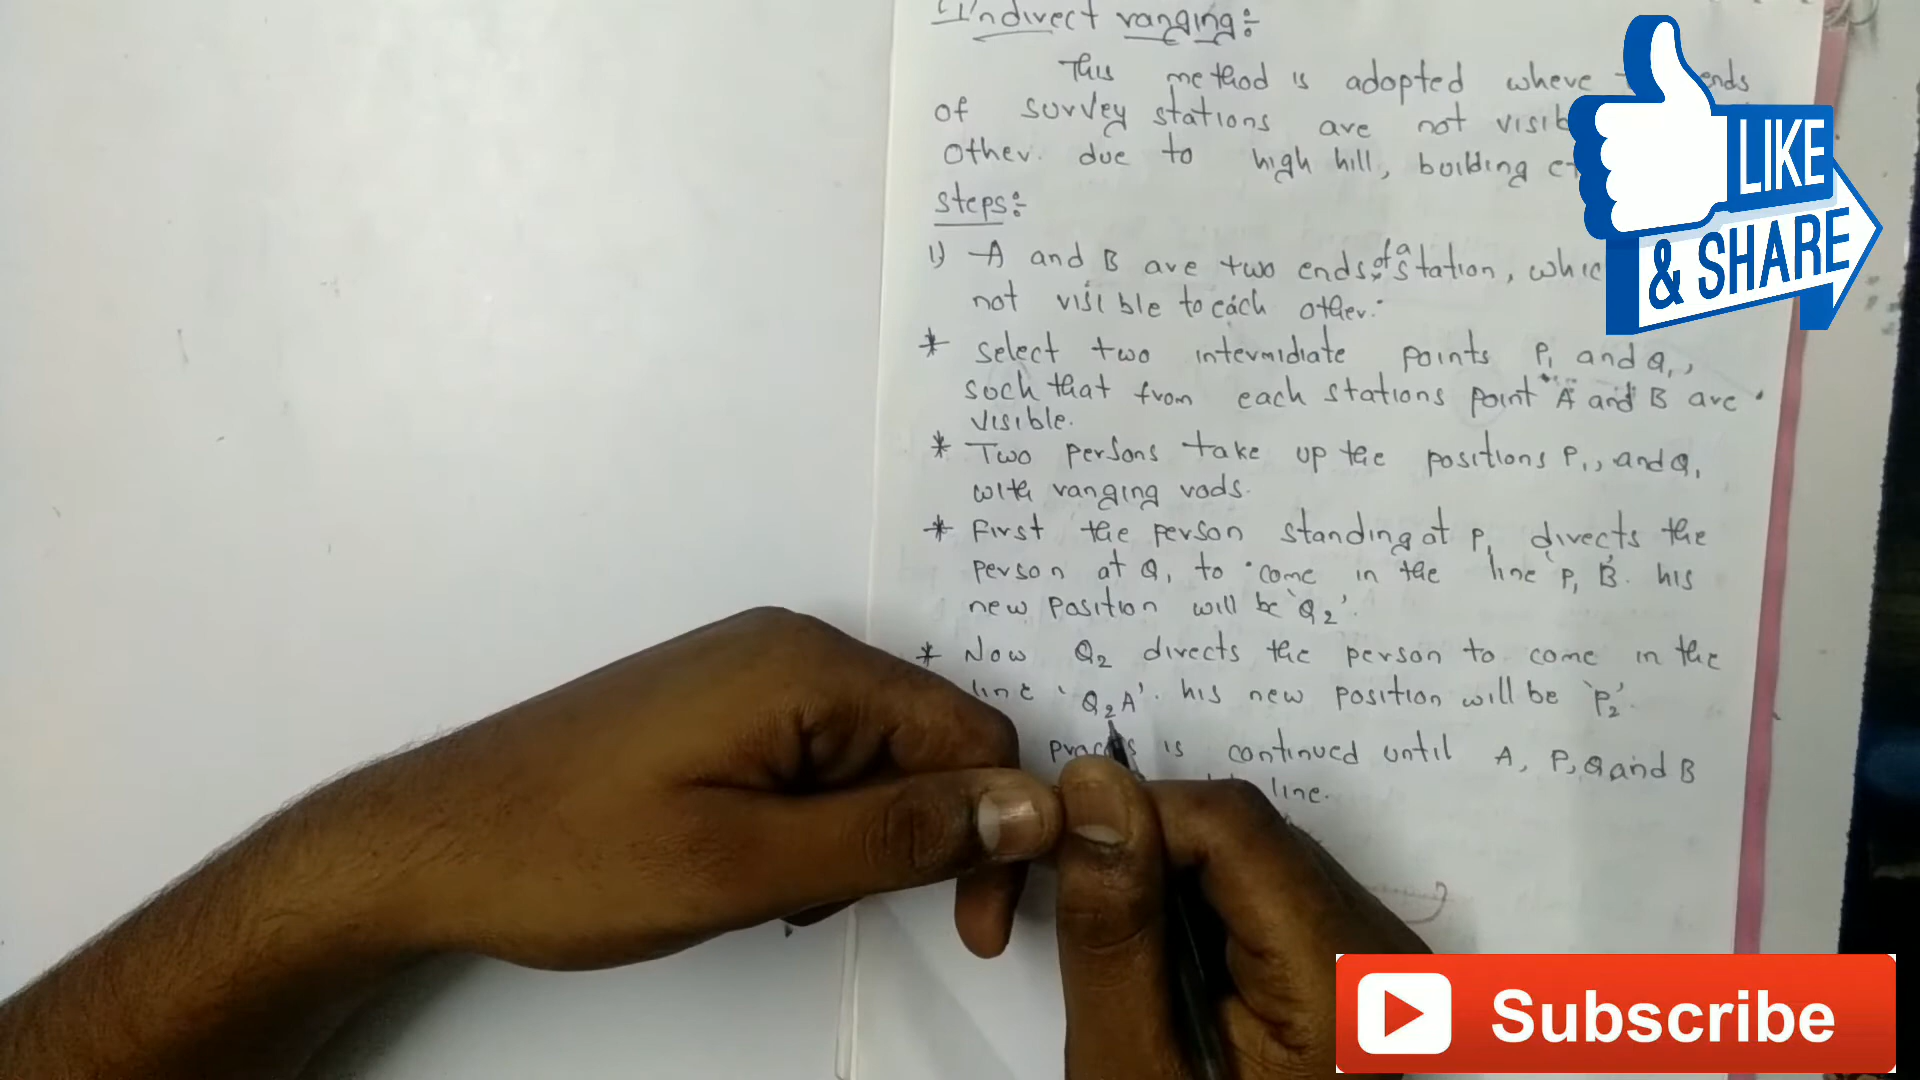 Indirect ranging:-
This method is adopted where ends
of survey stations are not
other. due to high hill, building
steps:-
1) A and B are two ends of a station,
not visible to each other.
* select two intermidiate points P1 and Q1,
such that from each stations point A and B are
visible.
* Two persons take up the positions P1, and Q1
with ranging rods.
* First the person standing at P1 directs the
person at Q1 to come in the line 'P1 B'. his
new position will be 'Q2'.
* Now Q2 directs the person to come in the
line 'Q2A'. his new position will be 'P2'.
is continued until A, P, Q and B
line.
LIKE
& SHARE
Subscribe